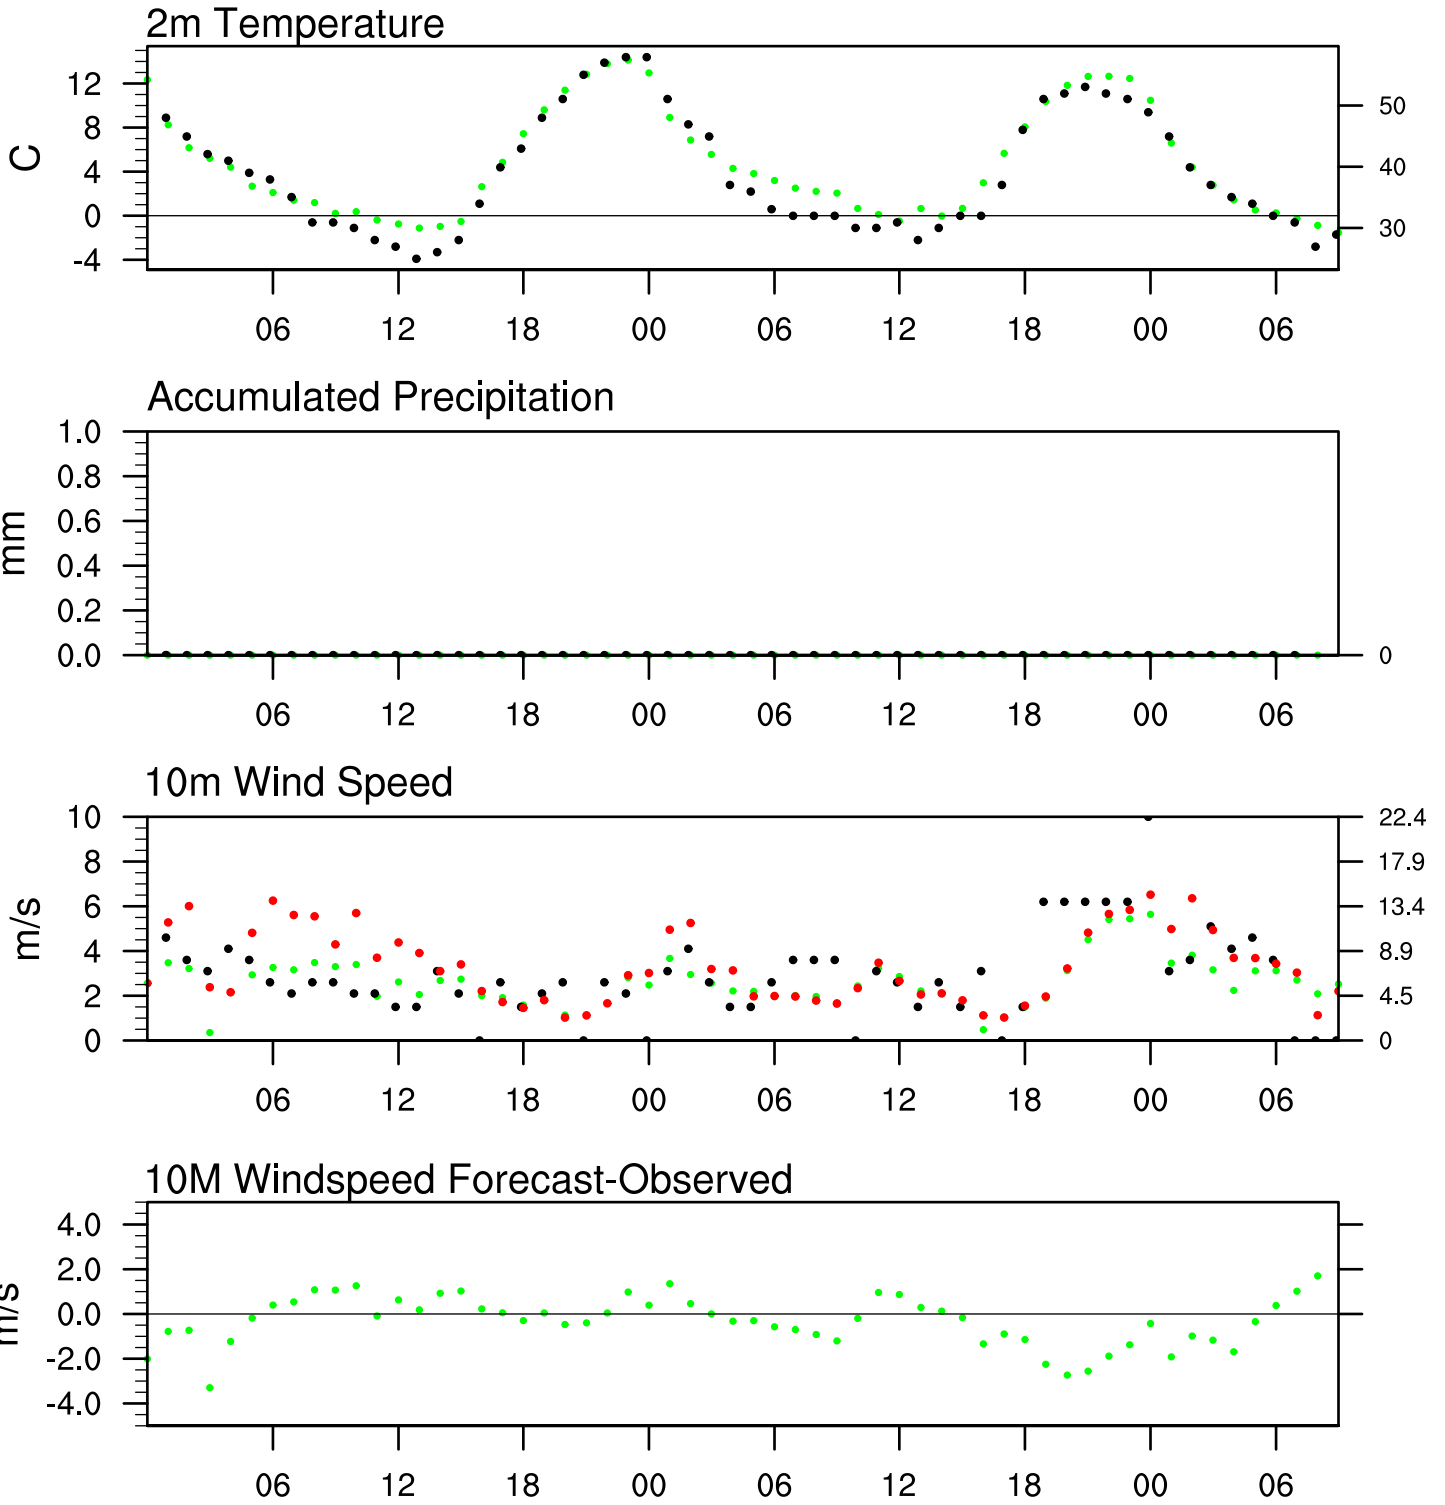 2m Temperature
12
8
4
0
-4
C
50
40
30
06 12 18 00 06 12 18 00 06
Accumulated Precipitation
1.0
0.8
0.6
0.4
0.2
0.0
mm
0
06 12 18 00 06 12 18 00 06
10m Wind Speed
10
8
6
4
2
0
m/s
22.4
17.9
13.4
8.9
4.5
0
06 12 18 00 06 12 18 00 06
10M Windspeed Forecast-Observed
4.0
2.0
0.0
-2.0
-4.0
m/s
06 12 18 00 06 12 18 00 06